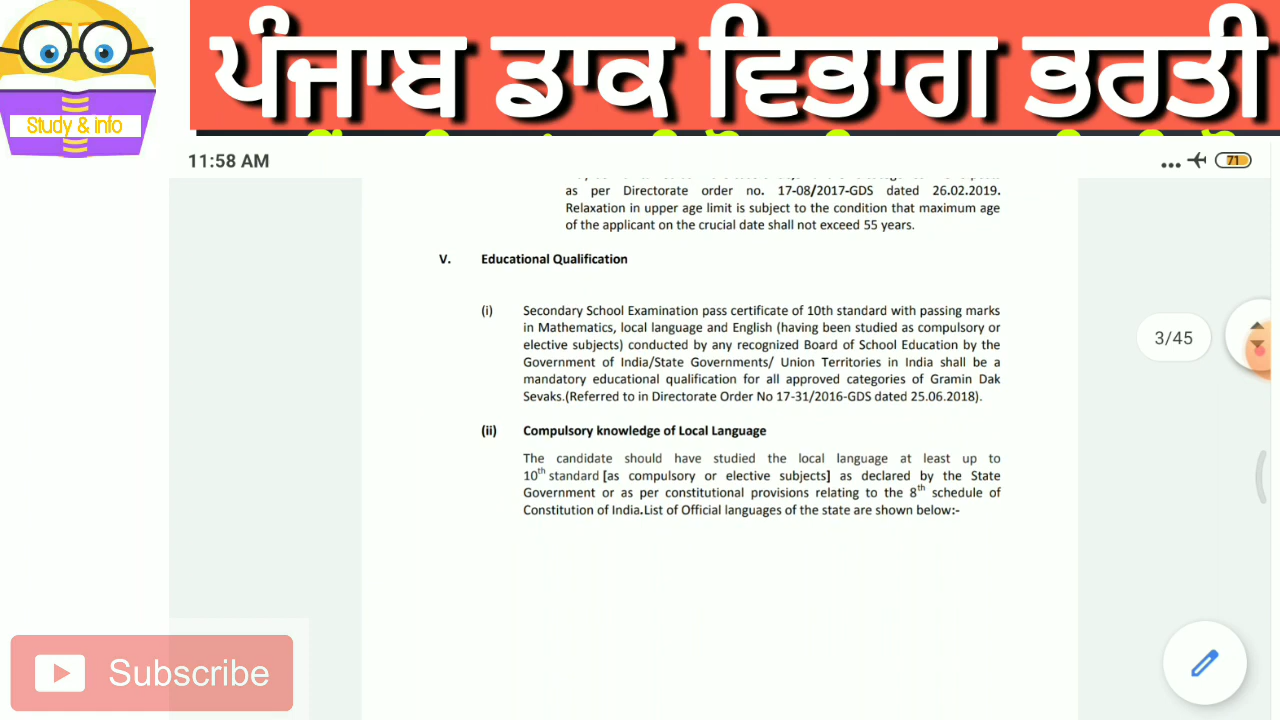 ਪੰਜਾਬ ਡਾਕ ਵਿਭਾਗ ਭਰਤੀ
Study & info
11:58 AM
71
as per Directorate order no. 17-08/2017-GDS dated 26.02.2019.
Relaxation in upper age limit is subject to the condition that maximum age
of the applicant on the crucial date shall not exceed 55 years.
V. Educational Qualification
(i) Secondary School Examination pass certificate of 10th standard with passing marks
in Mathematics, local language and English (having been studied as compulsory or
elective subjects) conducted by any recognized Board of School Education by the
Government of India/State Governments/ Union Territories in India shall be a
mandatory educational qualification for all approved categories of Gramin Dak
Sevaks.(Referred to in Directorate Order No 17-31/2016-GDS dated 25.06.2018).
3/45
(ii) Compulsory knowledge of Local Language
The candidate should have studied the local language at least up to
10th standard [as compulsory or elective subjects] as declared by the State
Government or as per constitutional provisions relating to the 8th schedule of
Constitution of India.List of Official languages of the state are shown below:-
Subscribe